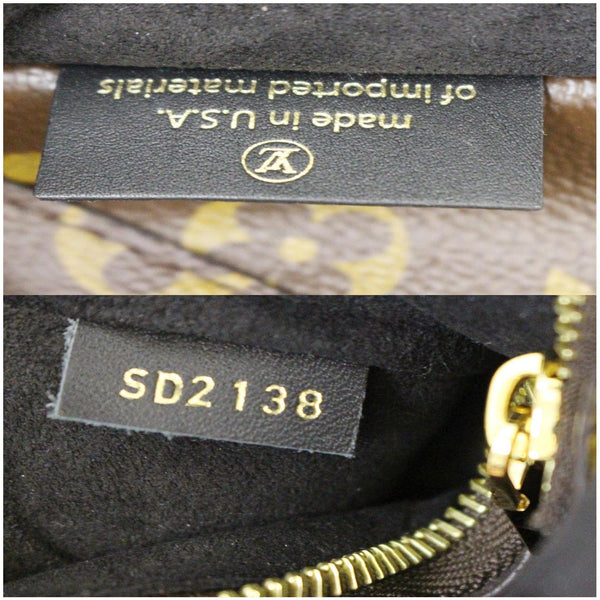 LV
made in U.S.A.
of imported materials
SD2138